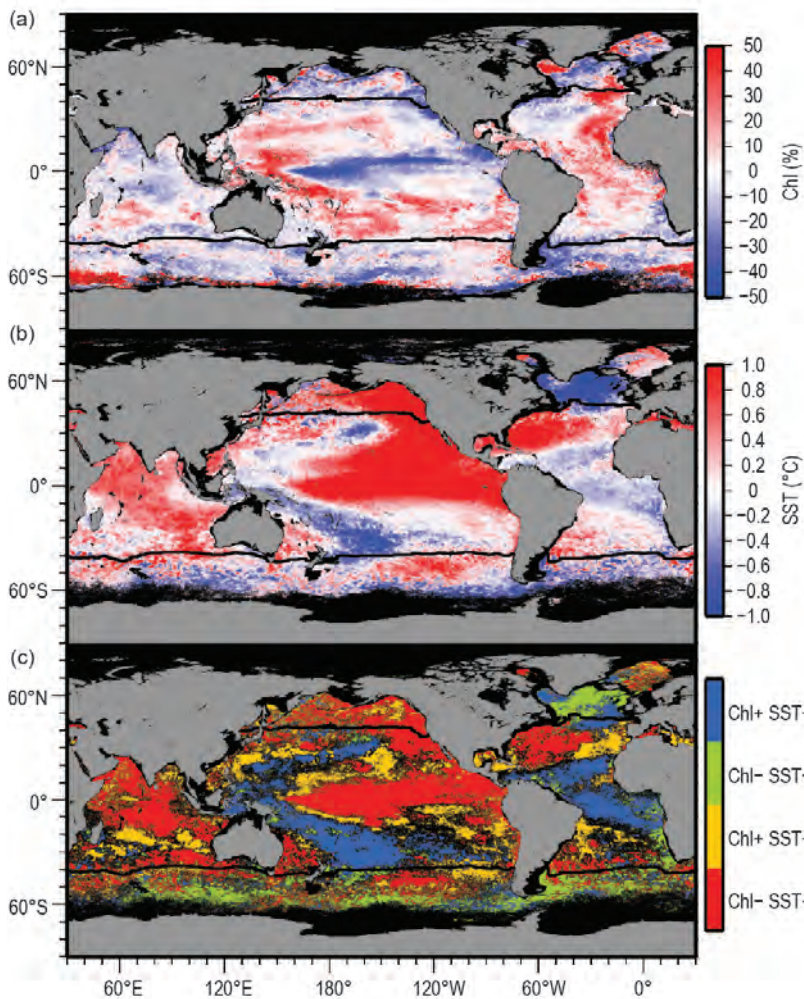 (a)
60°N
0°
60°S
50
40
30
20
10
0
−10
−20
−30
−40
−50
Chl (%)
(b)
60°N
0°
60°S
1.0
0.8
0.6
0.4
0.2
0
−0.2
−0.4
−0.6
−0.8
−1.0
SST (°C)
(c)
60°N
0°
60°S
Chl+ SST-
Chl− SST-
Chl+ SST+
Chl− SST+
60°E
120°E
180°
120°W
60°W
0°